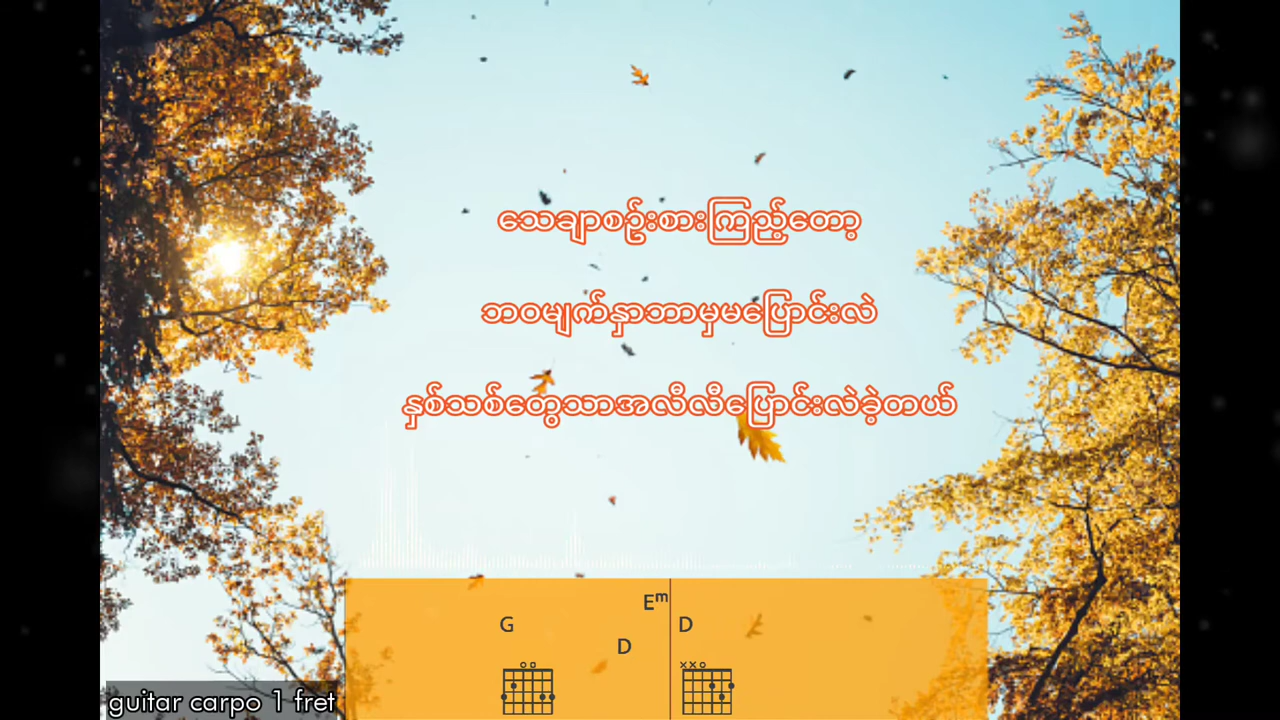 သေချာစဥ်းစားကြည့်တော့
ဘဝမျက်နှာဘာမှမပြောင်းလဲ
နှစ်သစ်တွေသာအလီလီပြောင်းလဲခဲ့တယ်
Em
G D
D
guitar carpo 1 fret